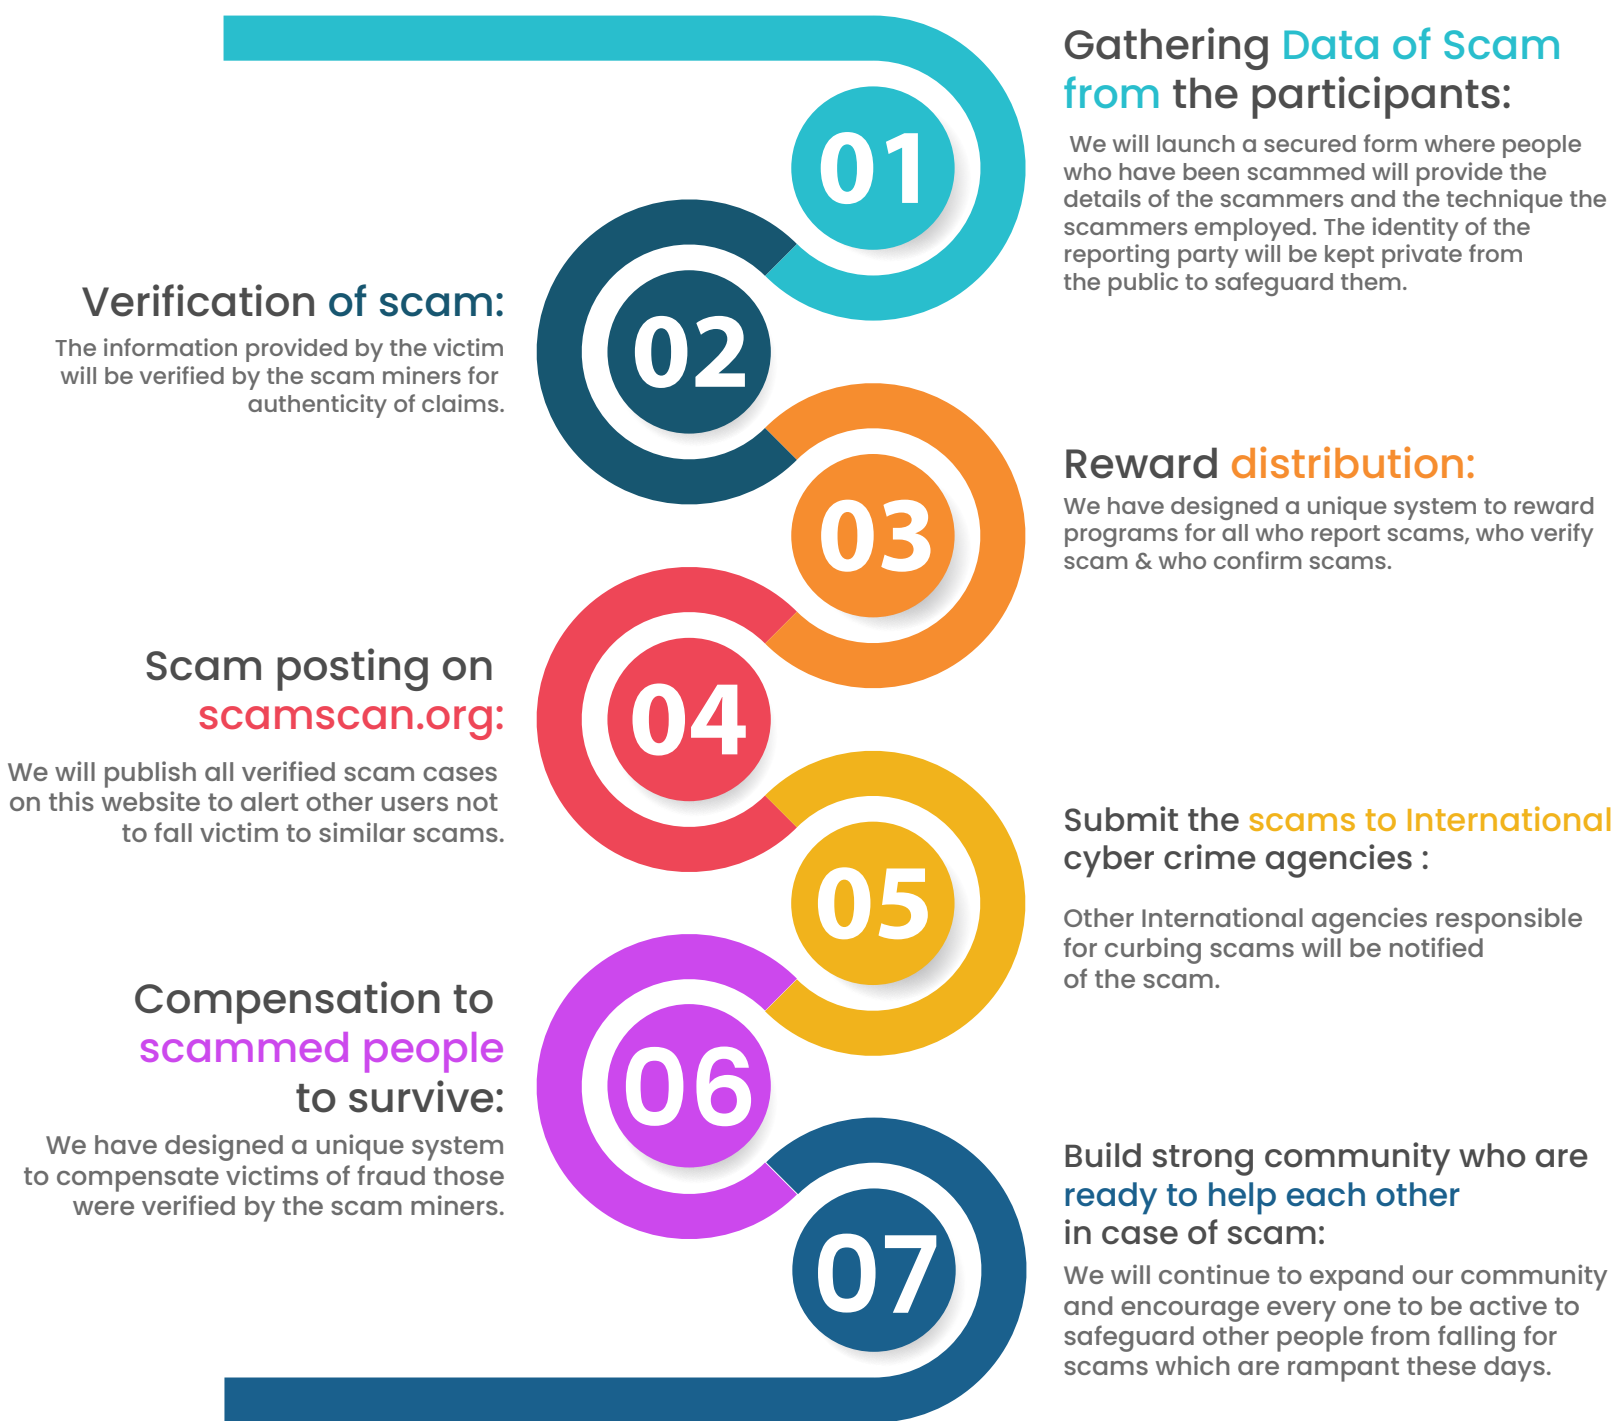 01
Gathering Data of Scam
from the participants:
We will launch a secured form where people
who have been scammed will provide the
details of the scammers and the technique the
scammers employed. The identity of the
reporting party will be kept private from
the public to safeguard them.
02
Verification of scam:
The information provided by the victim
will be verified by the scam miners for
authenticity of claims.
03
Reward distribution:
We have designed a unique system to reward
programs for all who report scams, who verify
scam & who confirm scams.
04
Scam posting on
scamscan.org:
We will publish all verified scam cases
on this website to alert other users not
to fall victim to similar scams.
05
Submit the scams to International
cyber crime agencies :
Other International agencies responsible
for curbing scams will be notified
of the scam.
06
Compensation to
scammed people
to survive:
We have designed a unique system
to compensate victims of fraud those
were verified by the scam miners.
07
Build strong community who are
ready to help each other
in case of scam:
We will continue to expand our community
and encourage every one to be active to
safeguard other people from falling for
scams which are rampant these days.